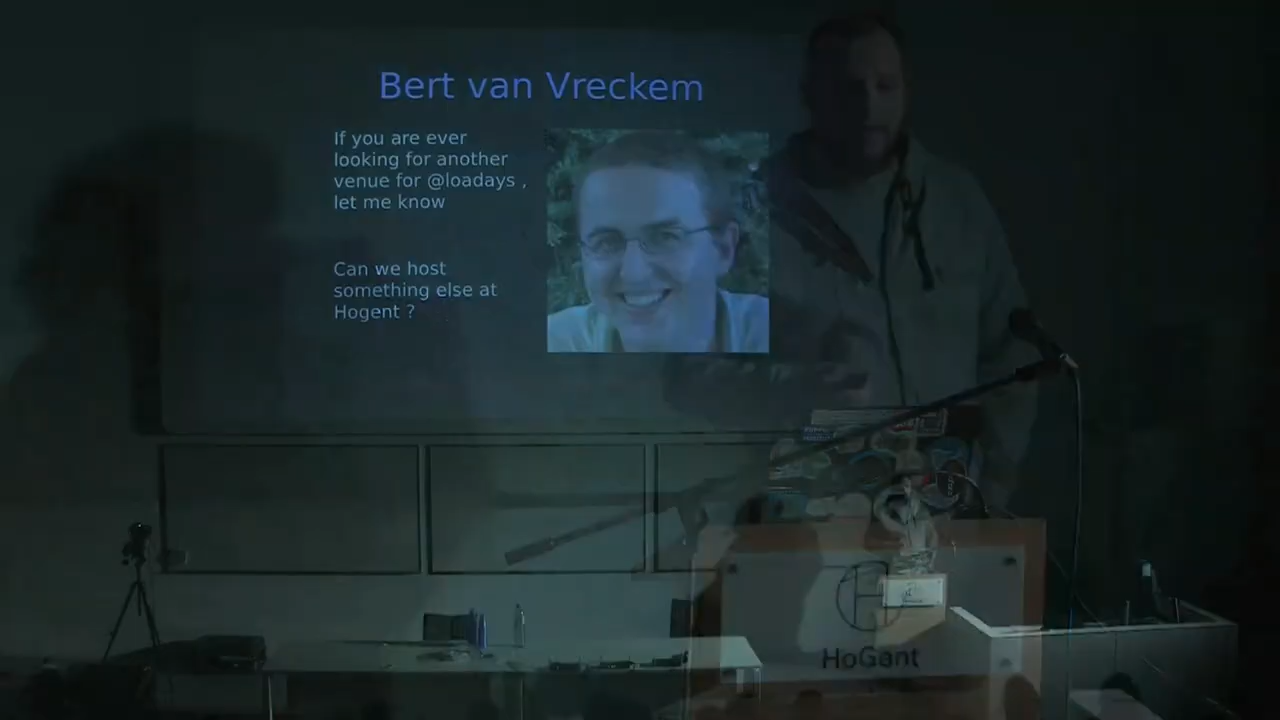 Bert van Vreckem
If you are ever
looking for another
venue for @loadays ,
let me know
Can we host
something else at
Hogent ?
HoGent